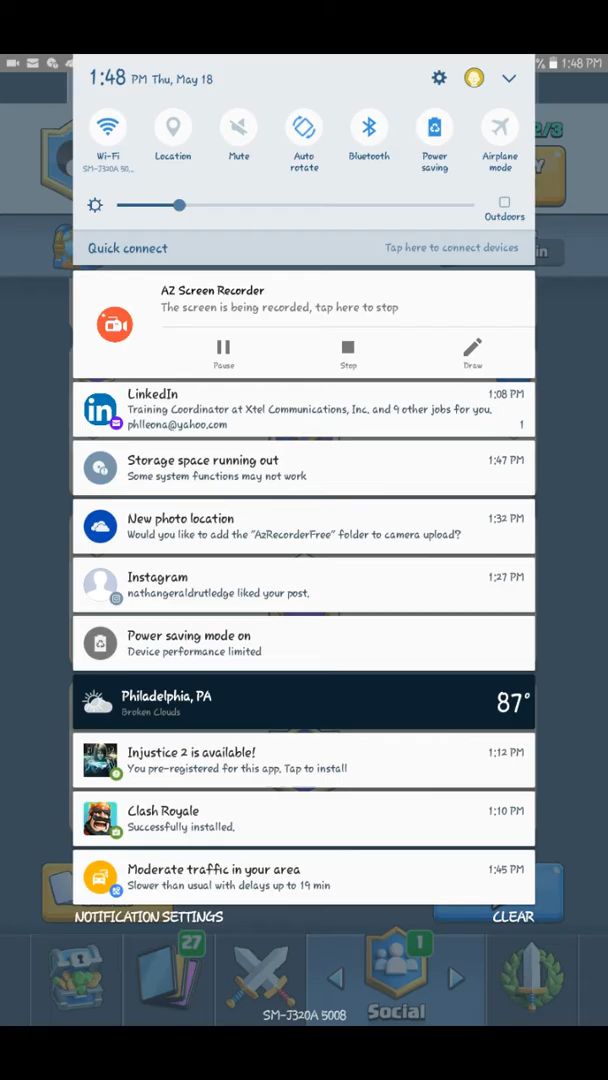 % 1:48 PM
1:48 PM Thu, May 18
2/3
Wi-Fi
SM-J320A 50...
Location
Mute
Auto rotate
Bluetooth
Power saving
Airplane mode
Outdoors
Quick connect
Tap here to connect devices
in
AZ Screen Recorder
The screen is being recorded, tap here to stop
Pause
Stop
Draw
LinkedIn 1:08 PM
Training Coordinator at Xtel Communications, Inc. and 9 other jobs for you.
phlleona@yahoo.com 1
Storage space running out 1:47 PM
Some system functions may not work
New photo location 1:32 PM
Would you like to add the "AzRecorderFree" folder to camera upload?
Instagram 1:27 PM
nathangeraldrutledge liked your post.
Power saving mode on
Device performance limited
Philadelphia, PA 87°
Broken Clouds
Injustice 2 is available! 1:12 PM
You pre-registered for this app. Tap to install
Clash Royale 1:10 PM
Successfully installed.
Moderate traffic in your area 1:45 PM
Slower than usual with delays up to 19 min
NOTIFICATION SETTINGS CLEAR
27
1
Social
SM-J320A 5008